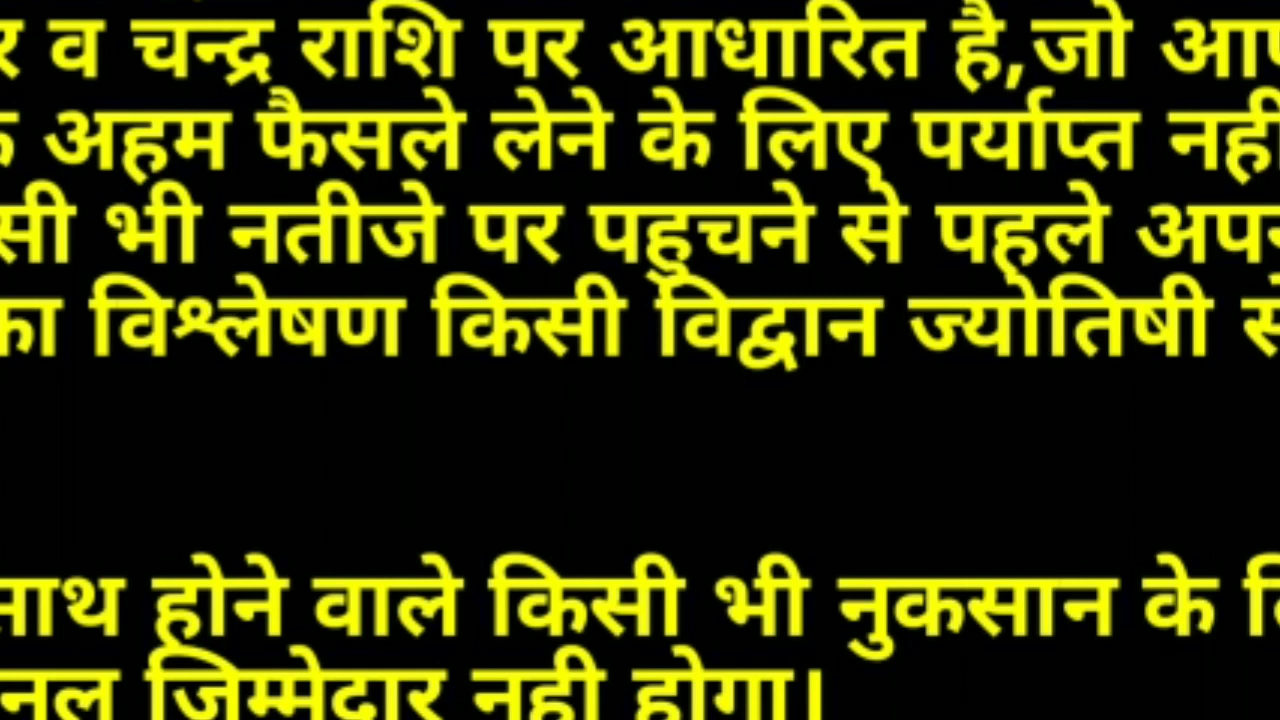 व चन्द्र राशि पर आधारित है,जो
अहम फैसले लेने के लिए पर्याप्त
भी नतीजे पर पहुचने से पहले
का विश्लेषण किसी विद्वान ज्योतिषी
साथ होने वाले किसी भी नुकसान के
जिम्मेदार नही होगा।